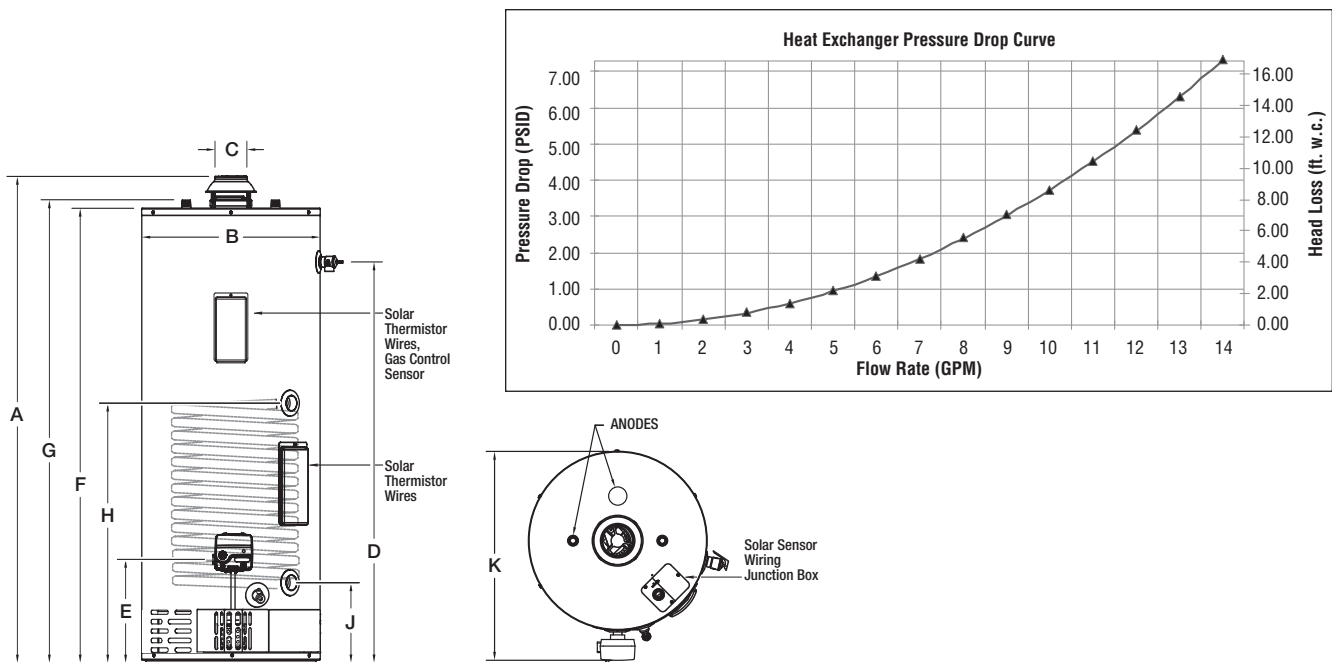 Heat Exchanger Pressure Drop Curve
7.00
6.00
5.00
4.00
3.00
2.00
1.00
0.00
Pressure Drop (PSID)
16.00
14.00
12.00
10.00
8.00
6.00
4.00
2.00
0.00
Head Loss (ft. w.c.)
0 1 2 3 4 5 6 7 8 9 10 11 12 13 14
Flow Rate (GPM)
C
B
Solar
Thermistor
Wires,
Gas Control
Sensor
A
G
F
H
Solar
Thermistor
Wires
D
E
J
ANODES
K
Solar Sensor
Wiring
Junction Box